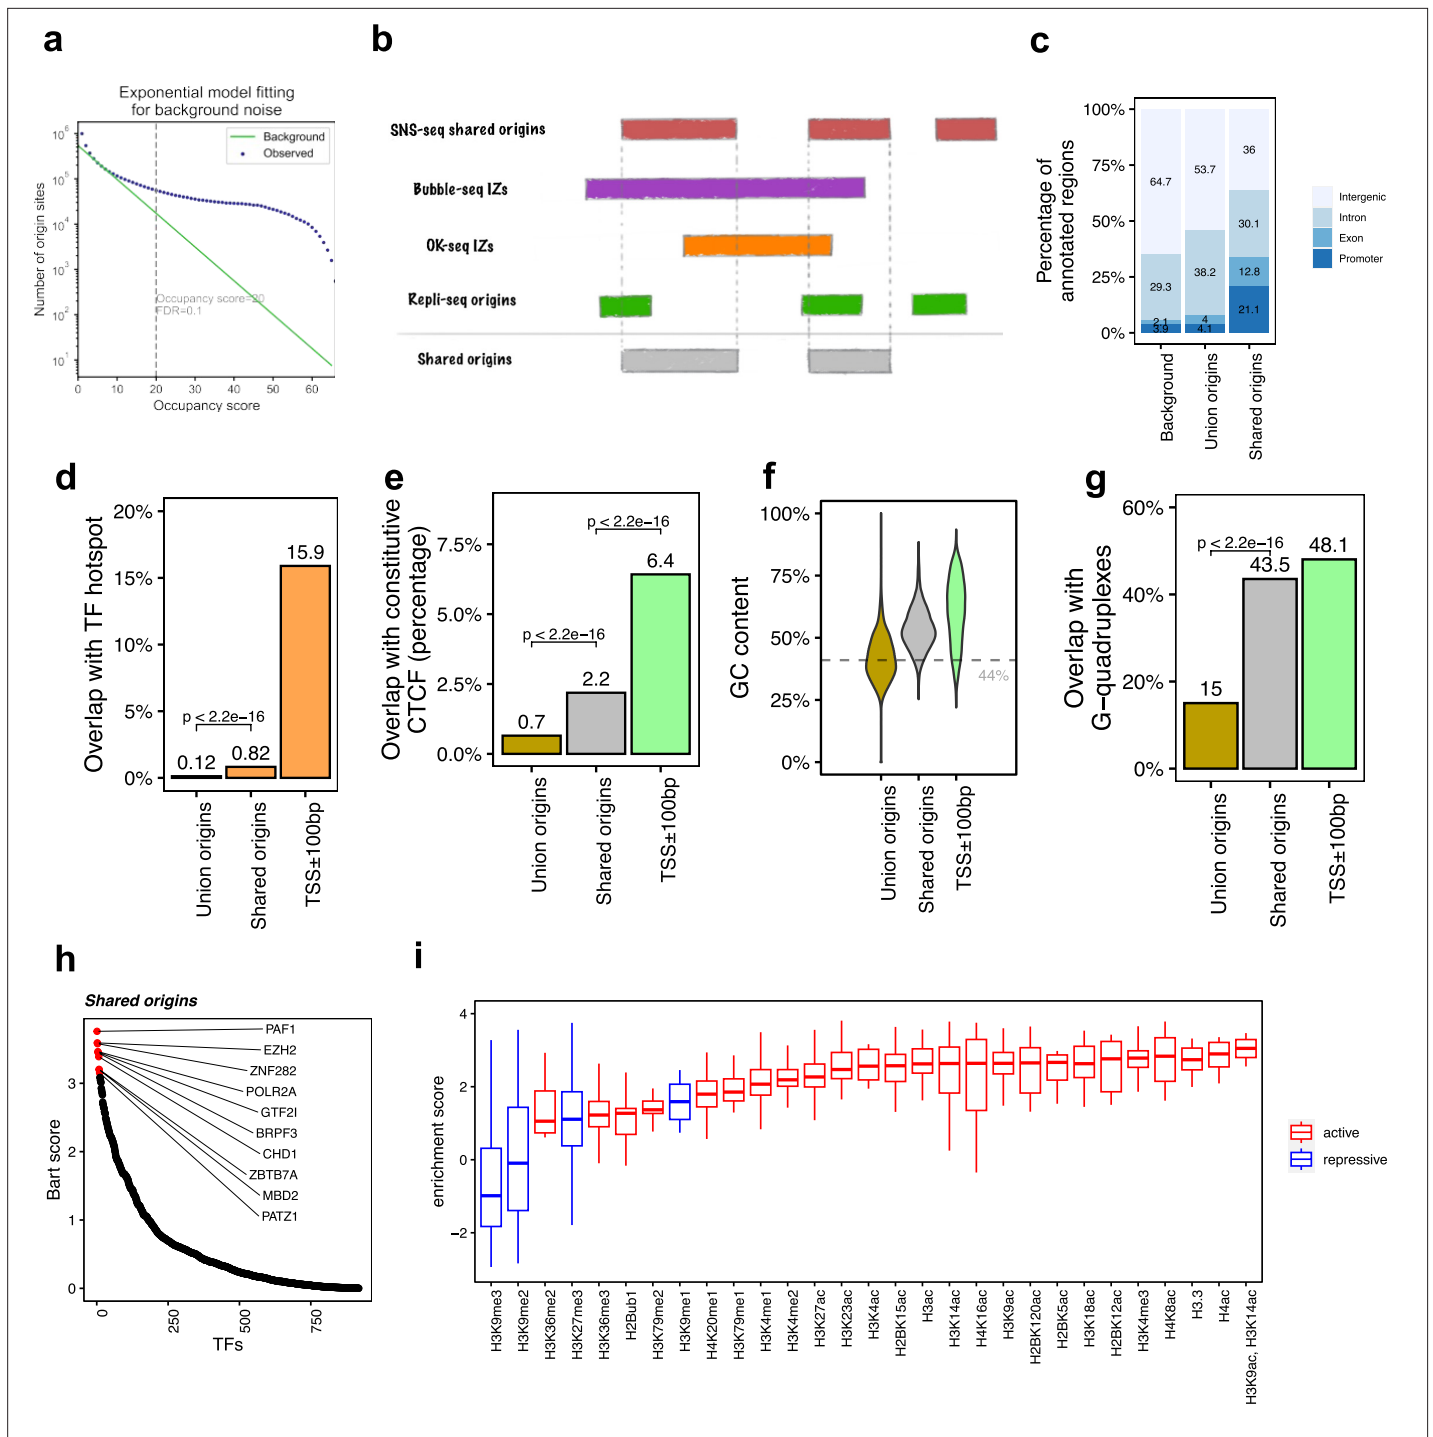 a
Exponential model fitting
for background noise
Background
Observed
Number of origin sites
10^6
10^5
10^4
10^3
10^2
10^1
Occupancy score=20
FDR=0.1
0 10 20 30 40 50 60
Occupancy score
b
SNS-seq shared origins
Bubble-seq IZs
OK-seq IZs
Repli-seq origins
Shared origins
c
Percentage of
annotated regions
100%
75%
50%
25%
0%
64.7
29.3
2.1
3.9
53.7
38.2
4
4.1
36
30.1
12.8
21.1
Background
Union origins
Shared origins
Intergenic
Intron
Exon
Promoter
d
Overlap with TF hotspot
20%
15%
10%
5%
0%
p < 2.2e−16
0.12
0.82
15.9
Union origins
Shared origins
TSS±100bp
e
Overlap with constitutive
CTCF (percentage)
7.5%
5.0%
2.5%
0.0%
p < 2.2e−16
p < 2.2e−16
0.7
2.2
6.4
Union origins
Shared origins
TSS±100bp
f
GC content
100%
75%
50%
25%
0%
44%
Union origins
Shared origins
TSS±100bp
g
Overlap with
G−quadruplexes
60%
40%
20%
0%
p < 2.2e−16
15
43.5
48.1
Union origins
Shared origins
TSS±100bp
h
Shared origins
Bart score
3
2
1
0
PAF1
EZH2
ZNF282
POLR2A
GTF2I
BRPF3
CHD1
ZBTB7A
MBD2
PATZ1
0 250 500 750
TFs
i
enrichment score
4
2
0
−2
H3K9me3
H3K9me2
H3K36me2
H3K27me3
H3K36me3
H2Bub1
H3K79me2
H3K9me1
H4K20me1
H3K79me1
H3K4me1
H3K4me2
H3K27ac
H3K23ac
H3K4ac
H2BK15ac
H3ac
H3K14ac
H4K16ac
H3K9ac
H2BK120ac
H2BK5ac
H3K18ac
H2BK12ac
H3K4me3
H4K8ac
H3.3
H4ac
H3K9ac, H3K14ac
active
repressive